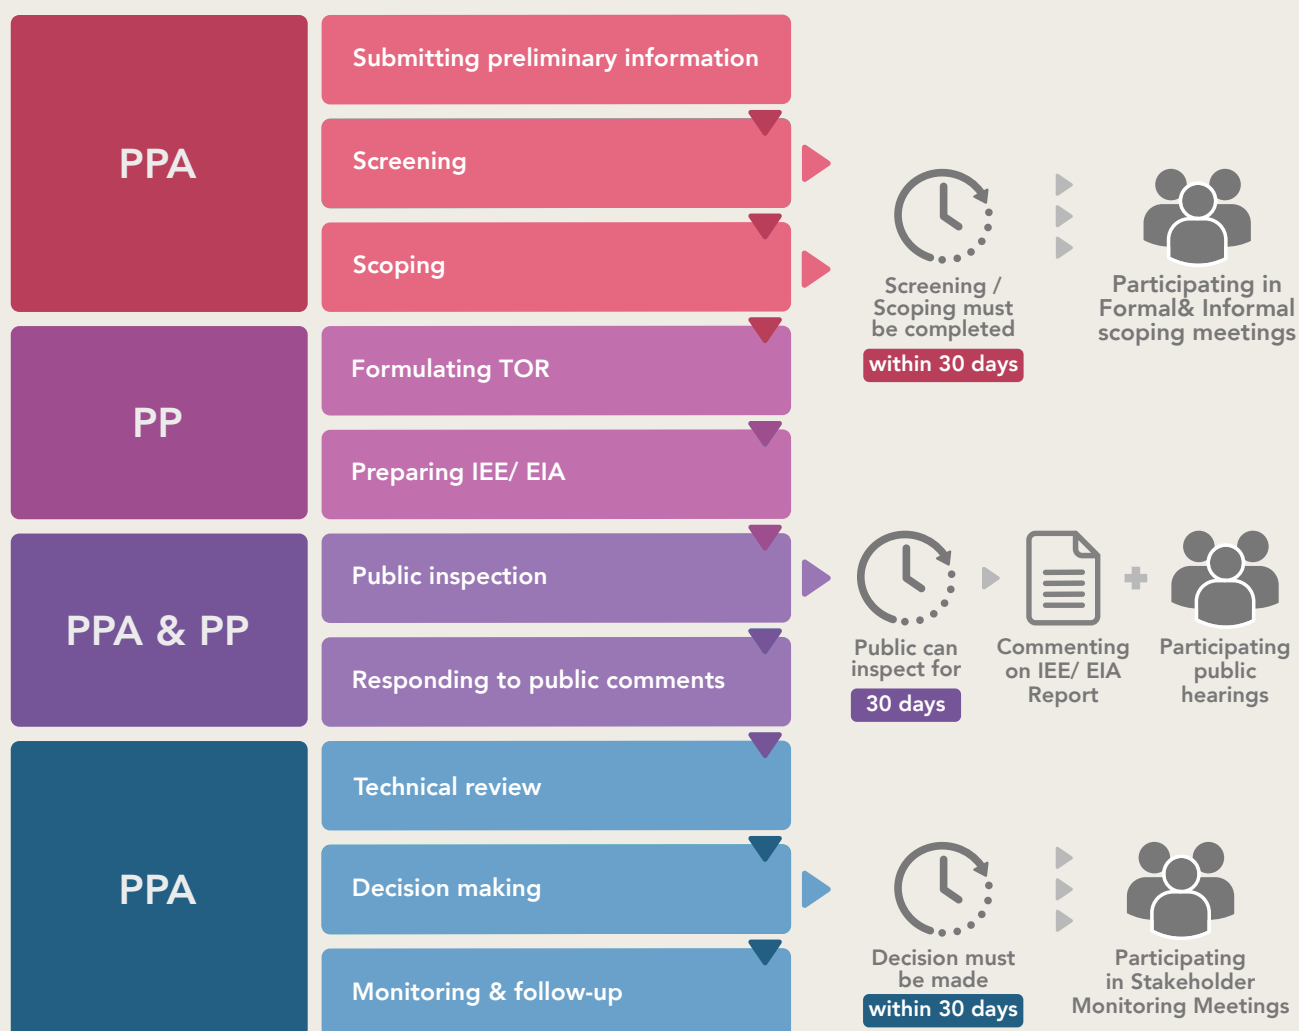 PPA
Submitting preliminary information
Screening
Scoping
Screening /
Scoping must
be completed
within 30 days
Participating in
Formal& Informal
scoping meetings
PP
Formulating TOR
Preparing IEE/ EIA
PPA & PP
Public inspection
Responding to public comments
Public can
inspect for
30 days
Commenting
on IEE/ EIA
Report
Participating
public
hearings
PPA
Technical review
Decision making
Monitoring & follow-up
Decision must
be made
within 30 days
Participating
in Stakeholder
Monitoring Meetings